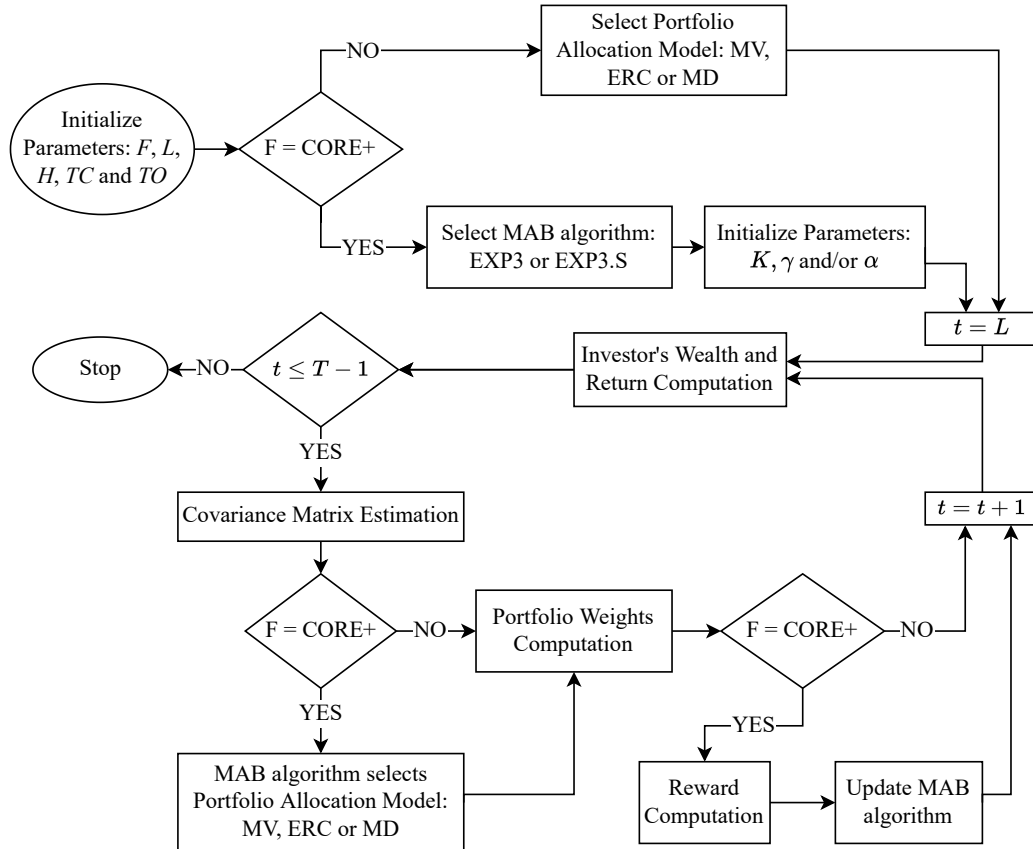 Initialize
Parameters: F, L,
H, TC and TO
F = CORE+
NO
Select Portfolio
Allocation Model: MV,
ERC or MD
YES
Select MAB algorithm:
EXP3 or EXP3.S
Initialize Parameters:
K, γ and/or α
t = L
Investor's Wealth and
Return Computation
t ≤ T − 1
NO
Stop
YES
Covariance Matrix Estimation
t = t + 1
F = CORE+
NO
Portfolio Weights
Computation
F = CORE+
NO
YES
MAB algorithm selects
Portfolio Allocation Model:
MV, ERC or MD
YES
Reward
Computation
Update MAB
algorithm